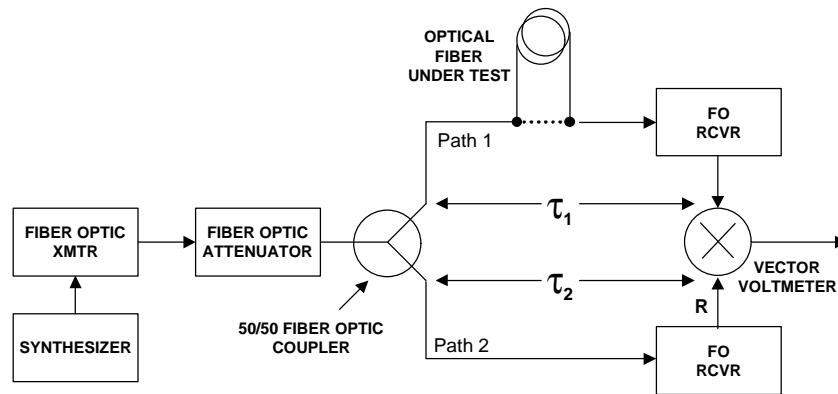 OPTICAL
FIBER
UNDER TEST
FO
RCVR
Path 1
τ1
FIBER OPTIC
XMTR
FIBER OPTIC
ATTENUATOR
VECTOR
VOLTMETER
τ2
R
50/50 FIBER OPTIC
COUPLER
SYNTHESIZER
Path 2
FO
RCVR